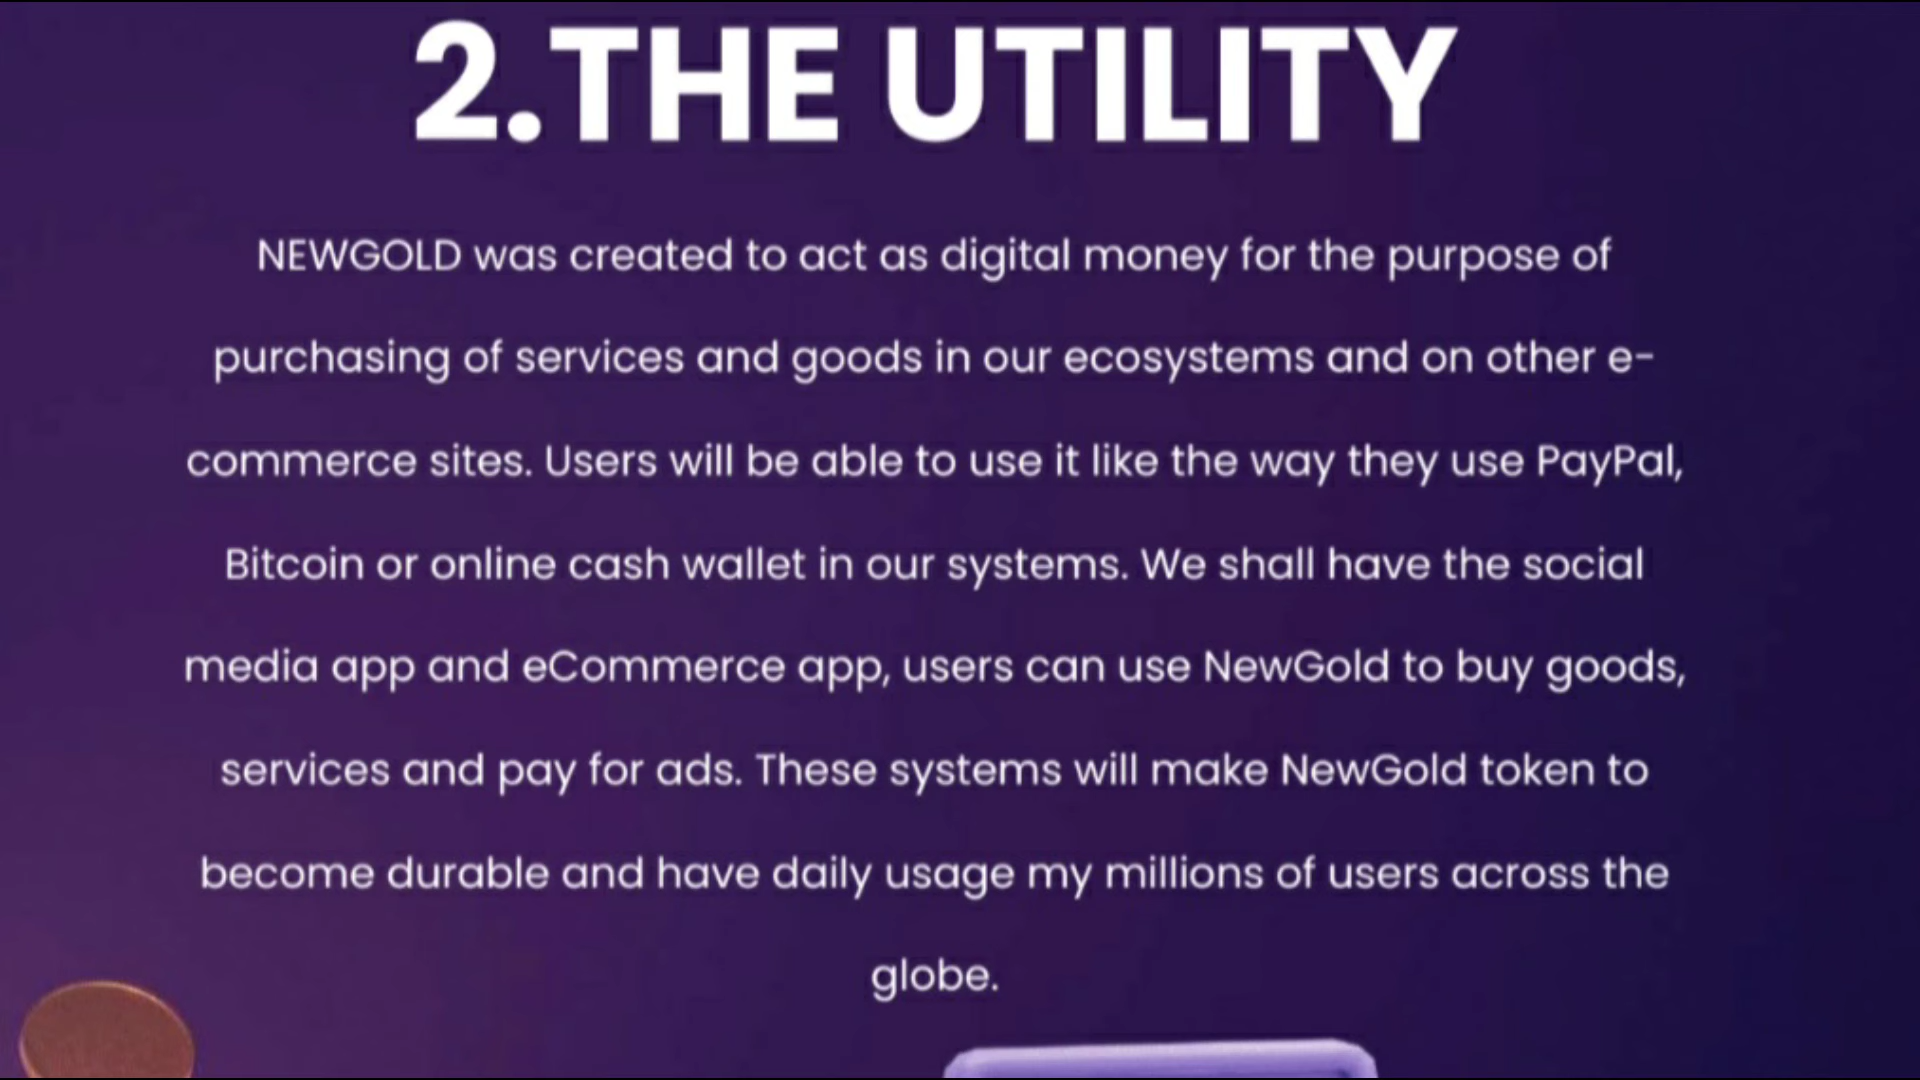 2.THE UTILITY
NEWGOLD was created to act as digital money for the purpose of
purchasing of services and goods in our ecosystems and on other e-
commerce sites. Users will be able to use it like the way they use PayPal,
Bitcoin or online cash wallet in our systems. We shall have the social
media app and eCommerce app, users can use NewGold to buy goods,
services and pay for ads. These systems will make NewGold token to
become durable and have daily usage my millions of users across the
globe.